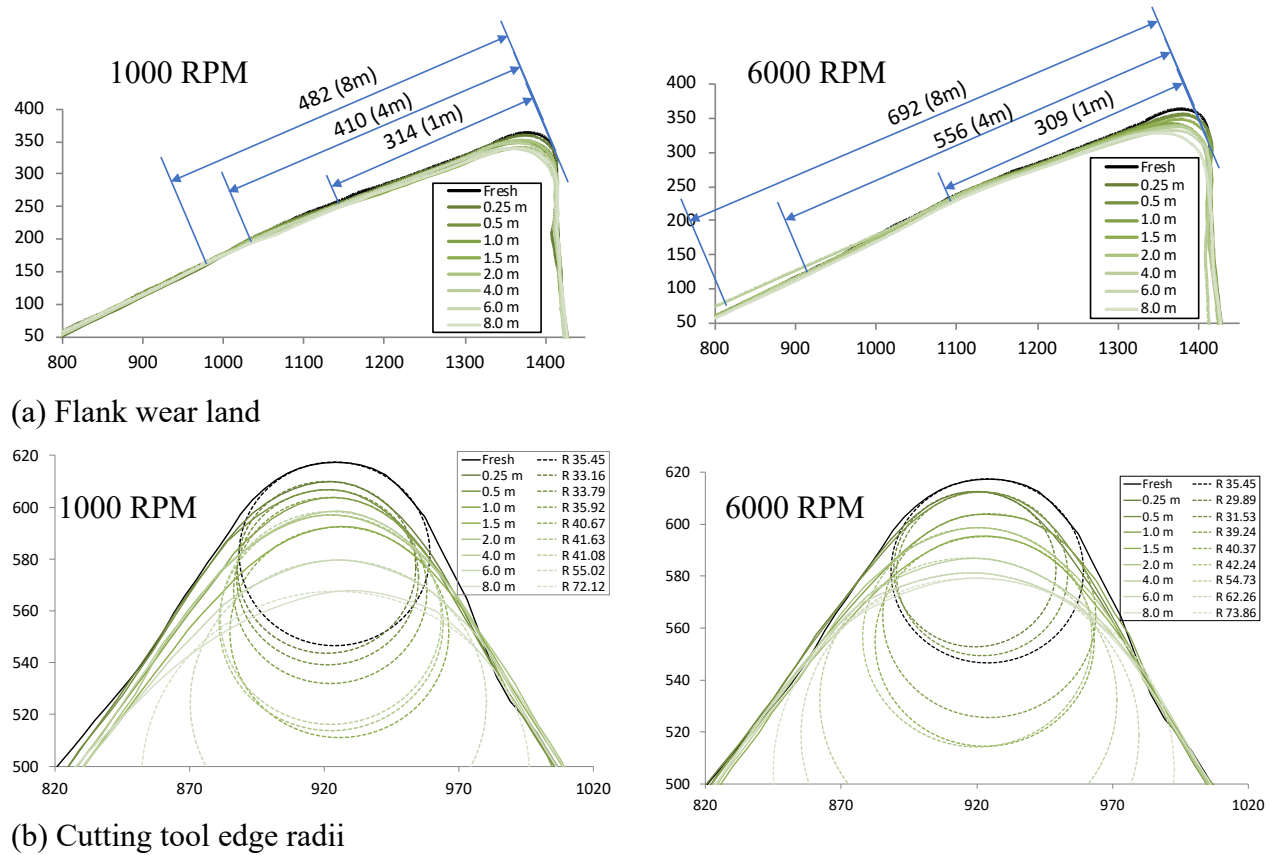 1000 RPM
482 (8m)
410 (4m)
314 (1m)
400
350
300
250
200
150
100
50
800 900 1000 1100 1200 1300 1400
Fresh
0.25 m
0.5 m
1.0 m
1.5 m
2.0 m
4.0 m
6.0 m
8.0 m
6000 RPM
692 (8m)
556 (4m)
309 (1m)
400
350
300
250
200
150
100
50
800 900 1000 1100 1200 1300 1400
Fresh
0.25 m
0.5 m
1.0 m
1.5 m
2.0 m
4.0 m
6.0 m
8.0 m
(a) Flank wear land
1000 RPM
620
600
580
560
540
520
500
820 870 920 970 1020
Fresh R 35.45
0.25 m R 33.16
0.5 m R 33.79
1.0 m R 35.92
1.5 m R 40.67
2.0 m R 41.63
4.0 m R 41.08
6.0 m R 55.02
8.0 m R 72.12
6000 RPM
620
600
580
560
540
520
500
820 870 920 970 1020
Fresh R 35.45
0.25 m R 29.89
0.5 m R 31.53
1.0 m R 39.24
1.5 m R 40.37
2.0 m R 42.24
4.0 m R 54.73
6.0 m R 62.26
8.0 m R 73.86
(b) Cutting tool edge radii